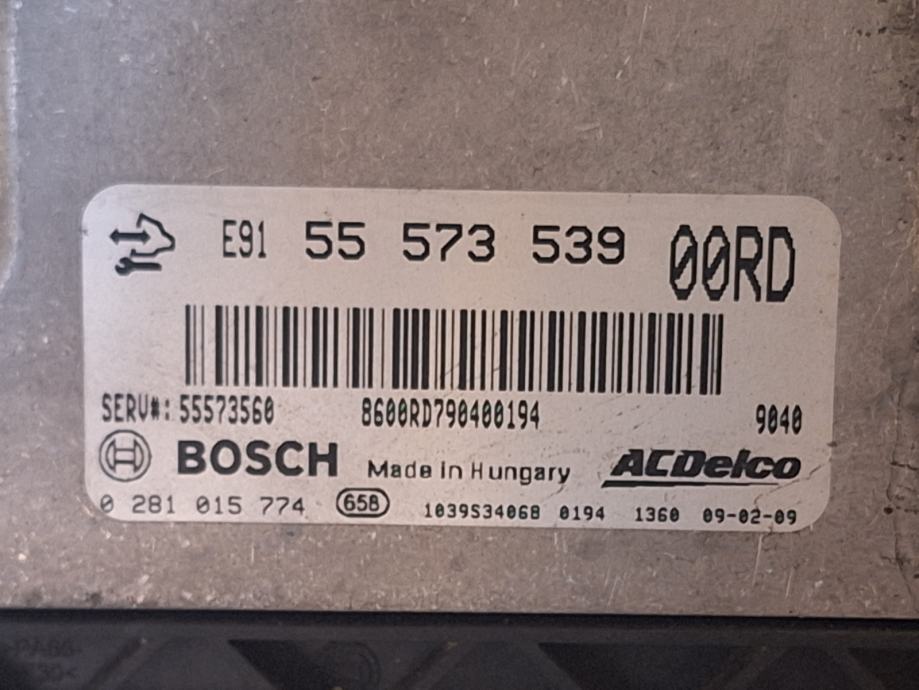 E91 55 573 539 00RD
SERV#: 55573560 8600RD790400194 9040
BOSCH Made in Hungary ACDelco
0 281 015 774 658 1039S34068 0194 1360 09-02-09